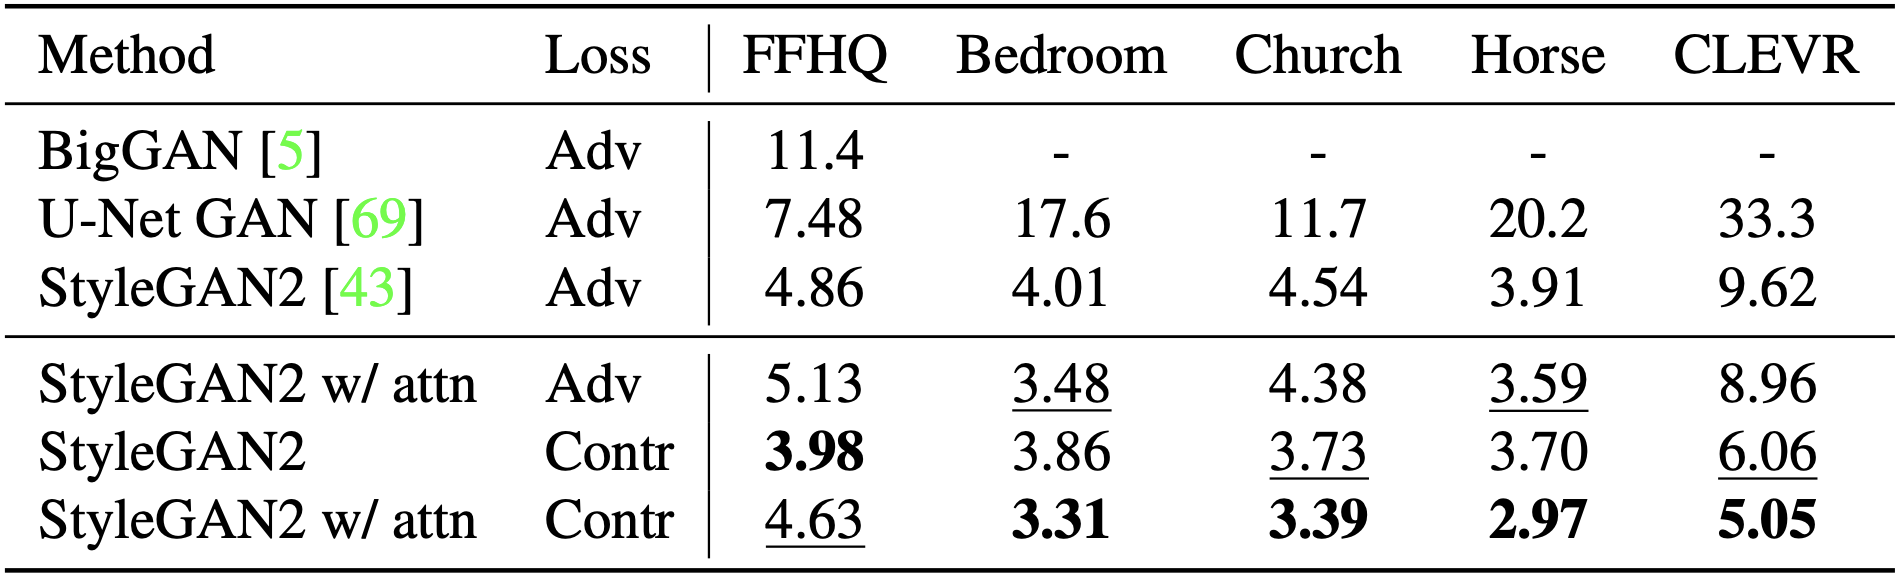 Method Loss FFHQ Bedroom Church Horse CLEVR
BigGAN [5] Adv 11.4 - - - -
U-Net GAN [69] Adv 7.48 17.6 11.7 20.2 33.3
StyleGAN2 [43] Adv 4.86 4.01 4.54 3.91 9.62
StyleGAN2 w/ attn Adv 5.13 3.48 4.38 3.59 8.96
StyleGAN2 Contr 3.98 3.86 3.73 3.70 6.06
StyleGAN2 w/ attn Contr 4.63 3.31 3.39 2.97 5.05